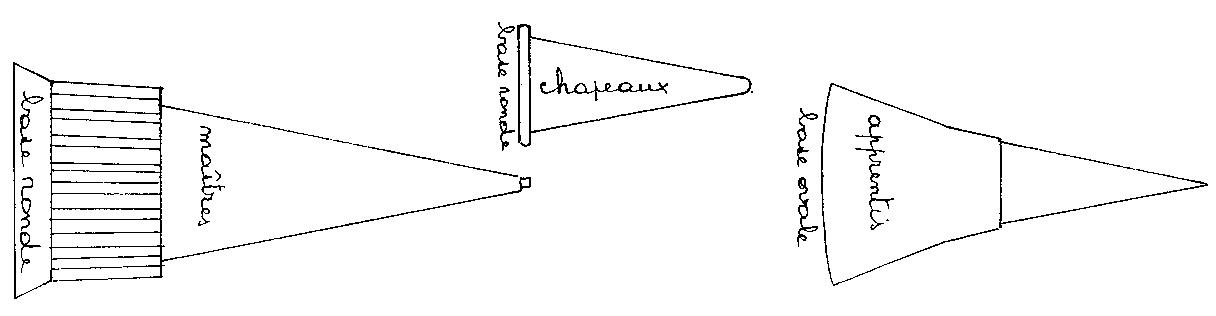 base ronde
maîtres
base ronde
chapeaux
base ovale
apprentis